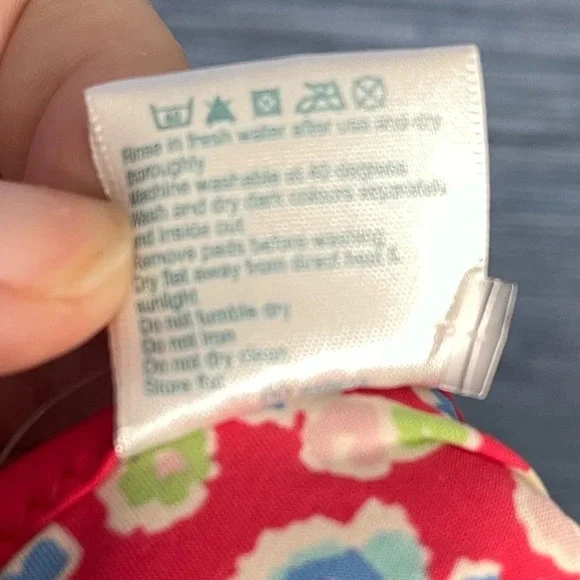 Rinse in fresh water after use and dry
horoughly
Machine washable at 40 degrees
Wash and dry dark colours separately
nd inside out
Remove pads before washing
Dry flat away from direct heat &
sunlight
Do not tumble dry
Do not iron
Do not dry clean
Store flat